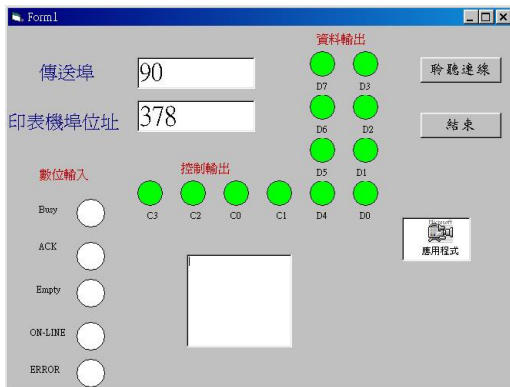 Form1
資料輸出
傳送埠
90
D7
D3
聆聽連線
印表機埠位址
378
D6
D2
結束
數位輸入
控制輸出
D5
D1
Busy
C3
C2
C0
C1
D4
D0
ACK
Microsoft
應用程式
Empty
ON-LINE
ERROR